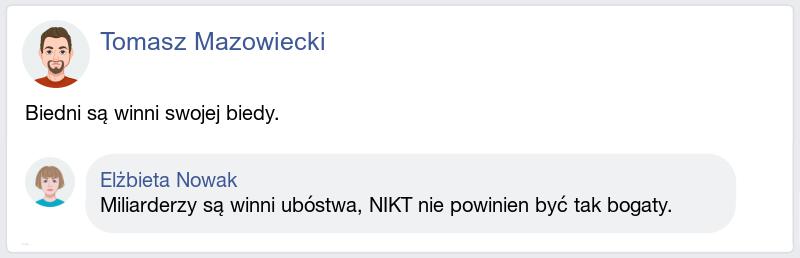 Tomasz Mazowiecki
Biedni są winni swojej biedy.
Elżbieta Nowak
Miliarderzy są winni ubóstwa, NIKT nie powinien być tak bogaty.